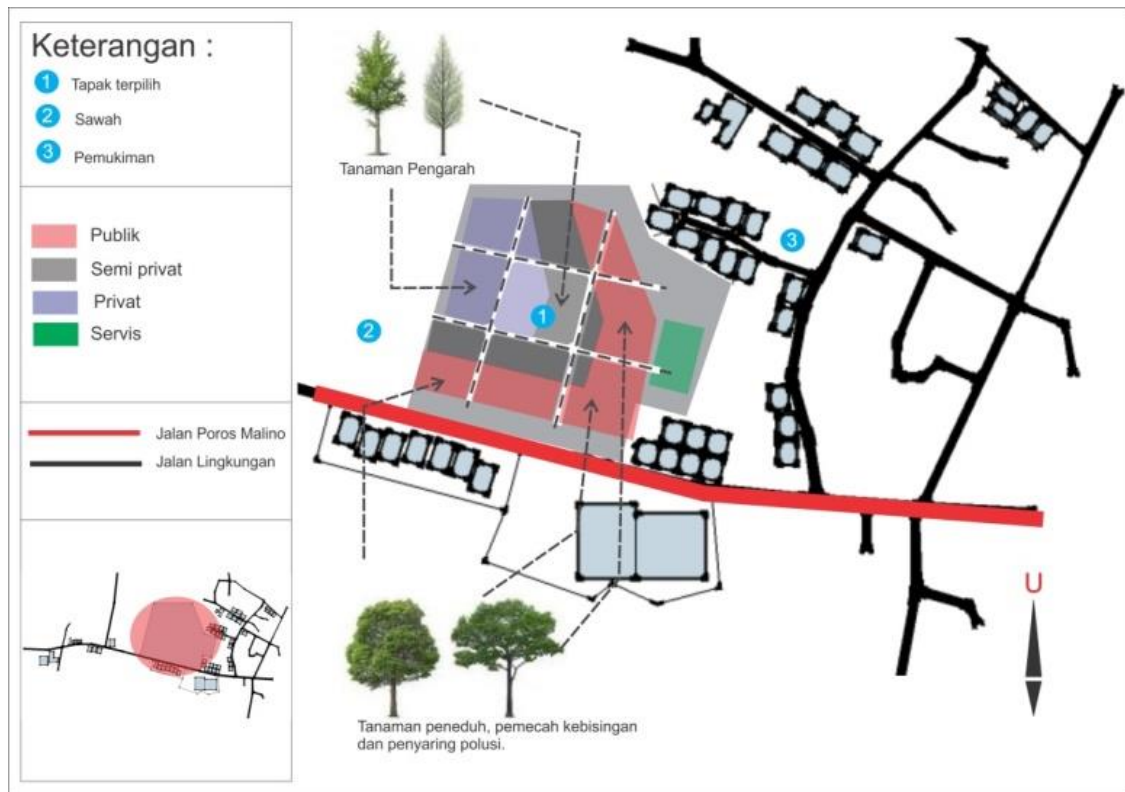 Keterangan :
1 Tapak terpilih
2 Sawah
3 Pemukiman
Publik
Semi privat
Privat
Servis
Jalan Poros Malino
Jalan Lingkungan
Tanaman Pengarah
3
1
2
U
Tanaman peneduh, pemecah kebisingan
dan penyaring polusi.